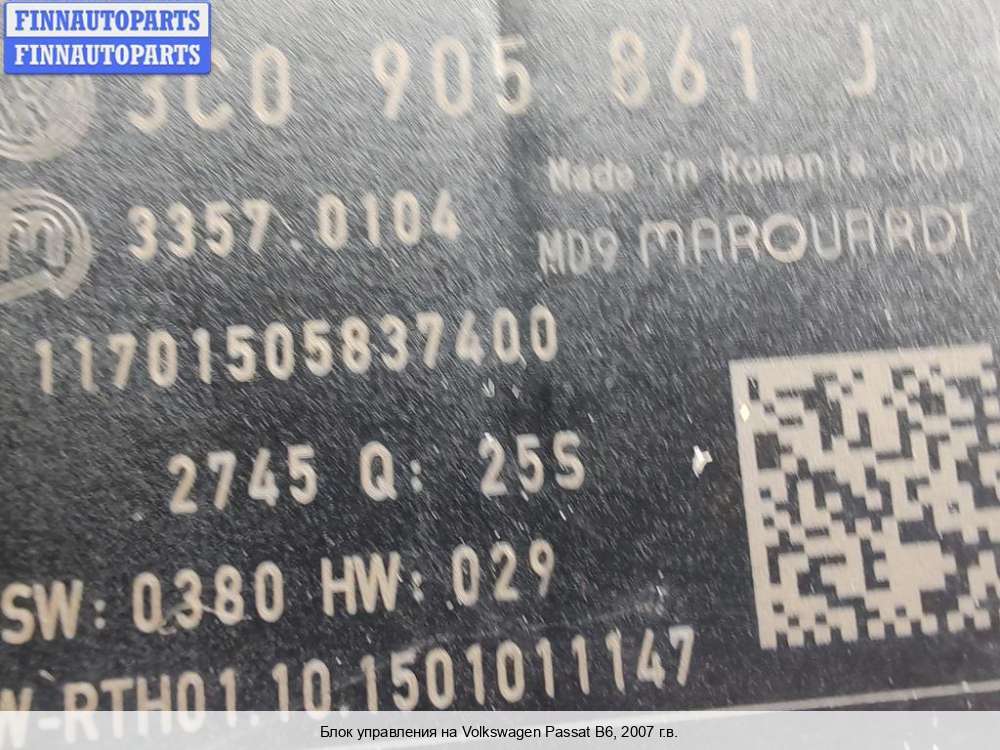 FINNAUTOPARTS
FINNAUTOPARTS
3C0 905 861 J
Made in Romania (RO)
3357.0104
MD9 MARQUARDT
11701505837400
2745 Q: 25S
SW: 0380 HW: 029
W-RTH01.10.1501011147
Блок управления на Volkswagen Passat B6, 2007 г.в.